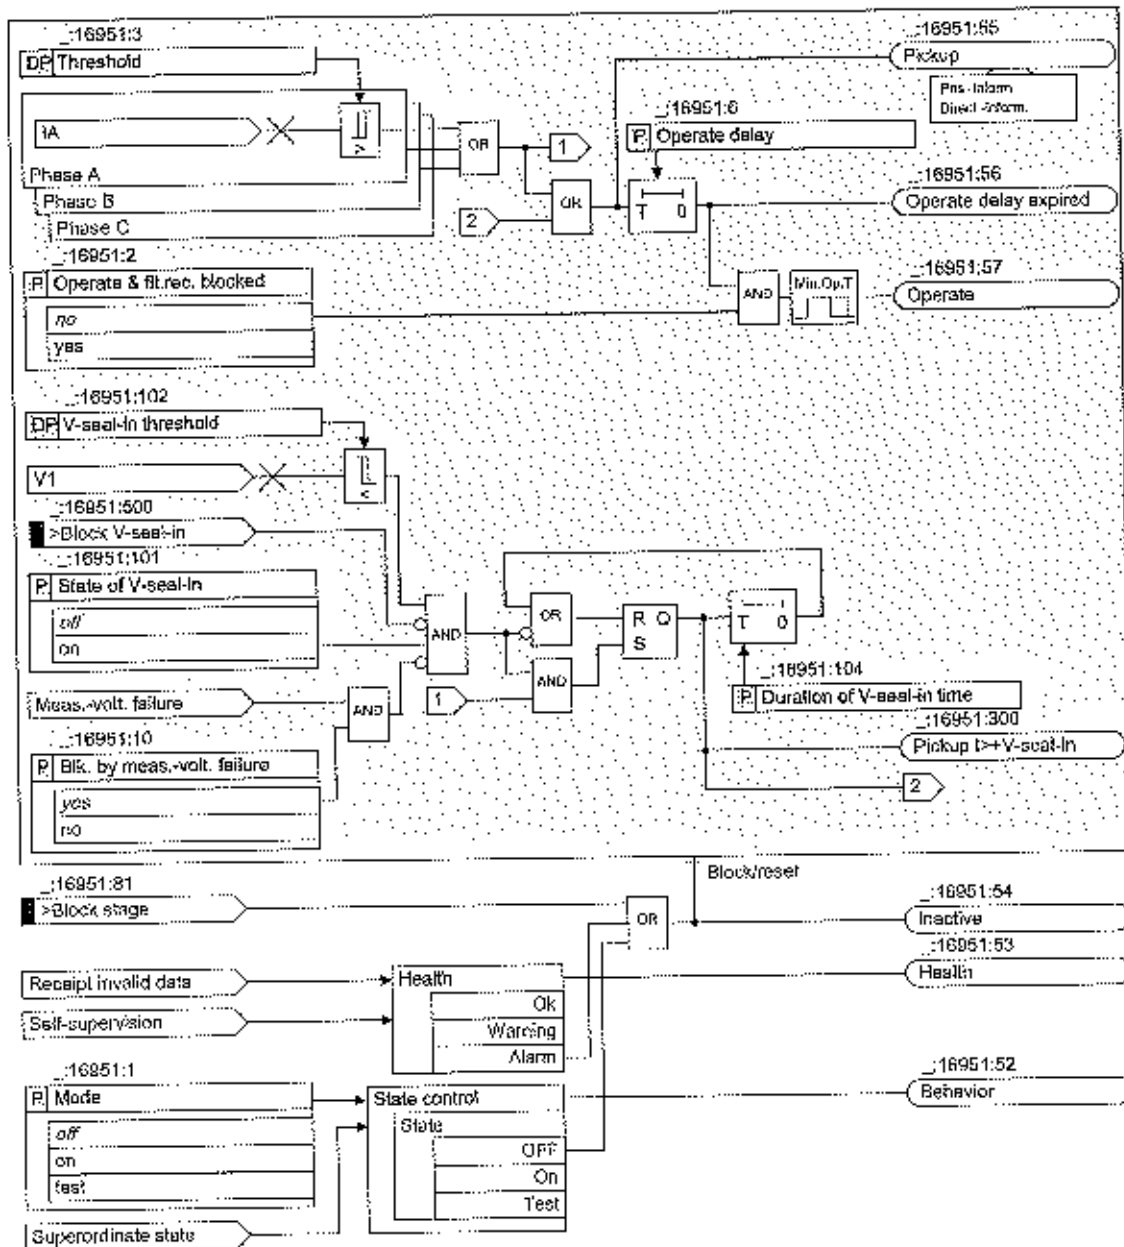 _:16951:3
DP Threshold
IA
>
Phase A
Phase B
Phase C
OR
1
2
OR
_:16951:6
P Operate delay
T 0
_:16951:55
Pickup
Pos.-inform.
Direct.-inform.
_:16951:56
Operate delay expired
_:16951:57
Operate
AND
Min.Op.T
_:16951:2
P Operate & flt.rec. blocked
no
yes
_:16951:102
DP V-seal-in threshold
V1
<
_:16951:500
>Block V-seal-in
_:16951:101
P State of V-seal-in
off
on
AND
OR
AND
R Q
S
T 0
1
Meas.-volt. failure
AND
_:16951:10
P Blk. by meas.-volt. failure
yes
no
_:16951:104
P Duration of V-seal-in time
_:16951:300
Pickup I>+V-seal-in
2
Block/reset
_:16951:81
>Block stage
OR
_:16951:54
Inactive
_:16951:53
Health
Receipt invalid data
Self-supervision
Health
Ok
Warning
Alarm
_:16951:1
P Mode
off
on
test
Superordinate state
State control
State
OFF
On
Test
_:16951:52
Behavior